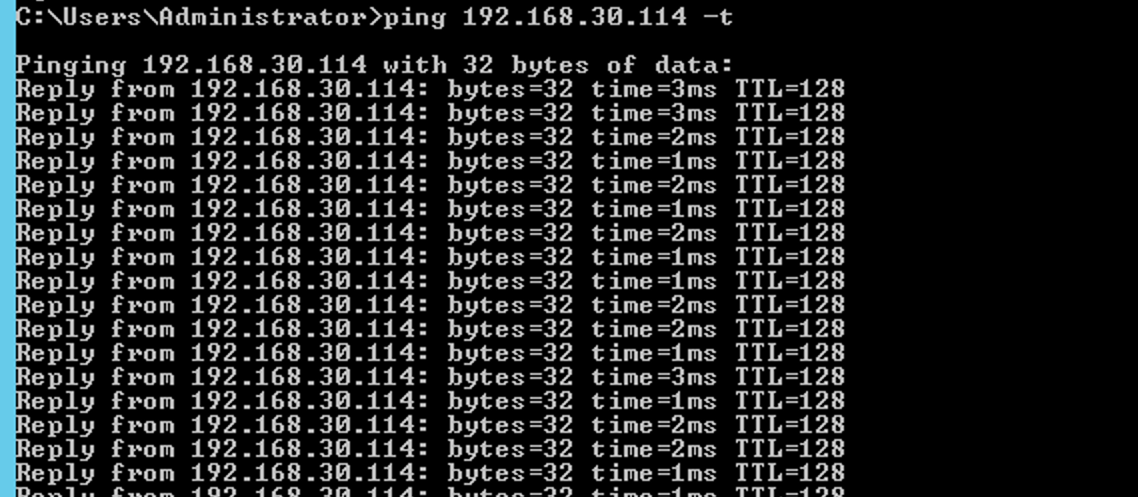 C:\Users\Administrator>ping 192.168.30.114 -t
Pinging 192.168.30.114 with 32 bytes of data:
Reply from 192.168.30.114: bytes=32 time=3ms TTL=128
Reply from 192.168.30.114: bytes=32 time=3ms TTL=128
Reply from 192.168.30.114: bytes=32 time=2ms TTL=128
Reply from 192.168.30.114: bytes=32 time=1ms TTL=128
Reply from 192.168.30.114: bytes=32 time=2ms TTL=128
Reply from 192.168.30.114: bytes=32 time=1ms TTL=128
Reply from 192.168.30.114: bytes=32 time=2ms TTL=128
Reply from 192.168.30.114: bytes=32 time=1ms TTL=128
Reply from 192.168.30.114: bytes=32 time=1ms TTL=128
Reply from 192.168.30.114: bytes=32 time=2ms TTL=128
Reply from 192.168.30.114: bytes=32 time=2ms TTL=128
Reply from 192.168.30.114: bytes=32 time=1ms TTL=128
Reply from 192.168.30.114: bytes=32 time=3ms TTL=128
Reply from 192.168.30.114: bytes=32 time=1ms TTL=128
Reply from 192.168.30.114: bytes=32 time=2ms TTL=128
Reply from 192.168.30.114: bytes=32 time=2ms TTL=128
Reply from 192.168.30.114: bytes=32 time=1ms TTL=128